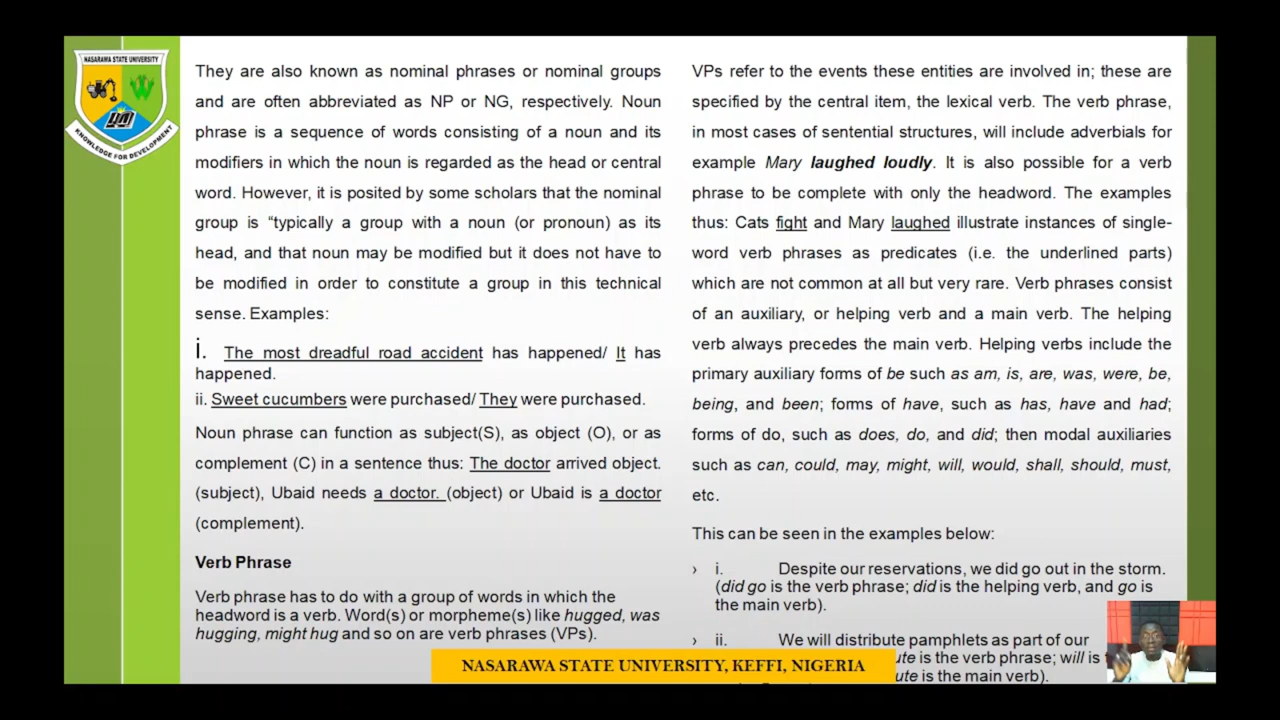 NASARAWA STATE UNIVERSITY
KNOWLEDGE FOR DEVELOPMENT
They are also known as nominal phrases or noninal groups
and are often abbreviated as NP or NG, respectively. Noun
phrase is a sequence of words consisting of a noun and its
modifiers in which the noun is regarded as the head or central
word. However, it is posited by some scholars that the nominal
group is “typically a group with a noun (or pronoun) as its
head, and that noun may be modified but it does not have to
be modified in order to constitute a group in this technical
sense. Examples:
i. The most dreadful road accident has happened/ It has
happened.
ii. Sweet cucumbers were purchased/ They were purchased.
Noun phrase can function as subject(S), as object (O), or as
complement (C) in a sentence thus: The doctor arrived object.
(subject), Ubaid needs a doctor. (object) or Ubaid is a doctor
(complement).
Verb Phrase
Verb phrase has to do with a group of words in which the
headword is a verb. Word(s) or morpheme(s) like hugged, was
hugging, might hug and so on are verb phrases (VPs).
VPs refer to the events these entities are involved in; these are
specified by the central item, the lexical verb. The verb phrase,
in most cases of sentential structures, will include adverbials for
example Mary laughed loudly. It is also possible for a verb
phrase to be complete with only the headword. The examples
thus: Cats fight and Mary laughed illustrate instances of single-
word verb phrases as predicates (i.e. the underlined parts)
which are not common at all but very rare. Verb phrases consist
of an auxiliary, or helping verb and a main verb. The helping
verb always precedes the main verb. Helping verbs include the
primary auxiliary forms of be such as am, is, are, was, were, be,
being, and been; forms of have, such as has, have and had;
forms of do, such as does, do, and did; then modal auxiliaries
such as can, could, may, might, will, would, shall, should, must,
etc.
This can be seen in the examples below:
› i. Despite our reservations, we did go out in the storm.
(did go is the verb phrase; did is the helping verb, and go is
the main verb).
› ii. We will distribute pamphlets as part of our
ute is the verb phrase; will is
ute is the main verb).
NASARAWA STATE UNIVERSITY, KEFFI, NIGERIA